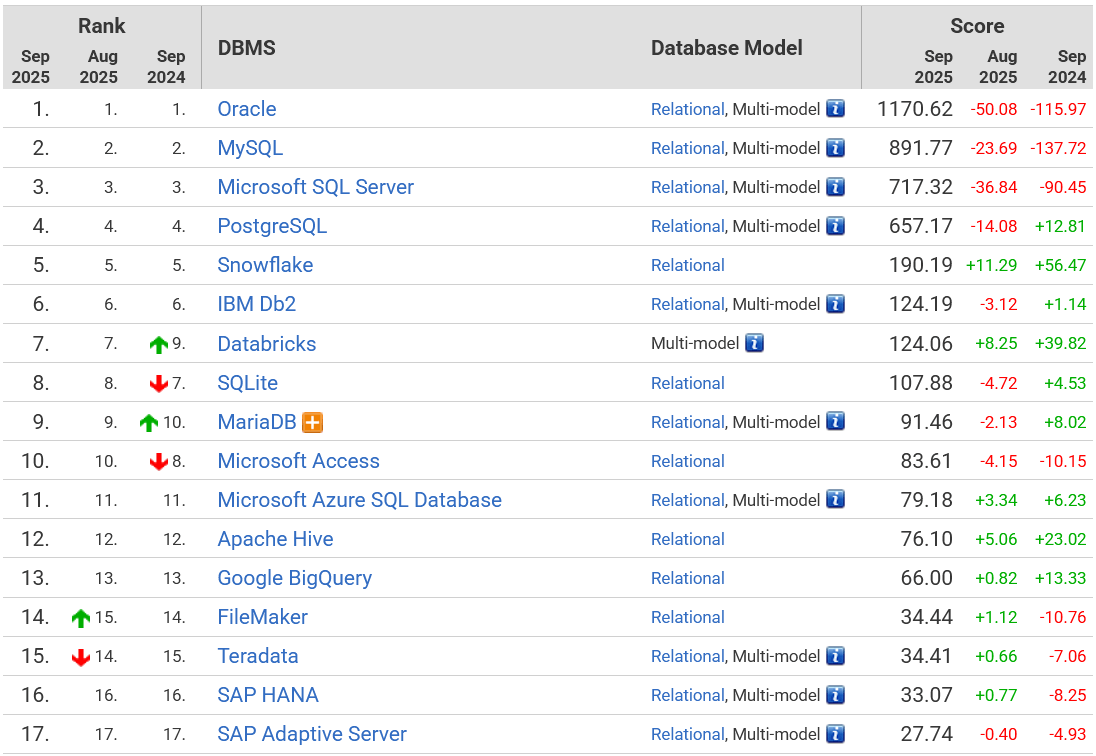 Rank DBMS Database Model Score
Sep 2025 Aug 2025 Sep 2024 Sep 2025 Aug 2025 Sep 2024
1. 1. 1. Oracle Relational, Multi-model i 1170.62 -50.08 -115.97
2. 2. 2. MySQL Relational, Multi-model i 891.77 -23.69 -137.72
3. 3. 3. Microsoft SQL Server Relational, Multi-model i 717.32 -36.84 -90.45
4. 4. 4. PostgreSQL Relational, Multi-model i 657.17 -14.08 +12.81
5. 5. 5. Snowflake Relational 190.19 +11.29 +56.47
6. 6. 6. IBM Db2 Relational, Multi-model i 124.19 -3.12 +1.14
7. 7. 9. Databricks Multi-model i 124.06 +8.25 +39.82
8. 8. 7. SQLite Relational 107.88 -4.72 +4.53
9. 9. 10. MariaDB Relational, Multi-model i 91.46 -2.13 +8.02
10. 10. 8. Microsoft Access Relational 83.61 -4.15 -10.15
11. 11. 11. Microsoft Azure SQL Database Relational, Multi-model i 79.18 +3.34 +6.23
12. 12. 12. Apache Hive Relational 76.10 +5.06 +23.02
13. 13. 13. Google BigQuery Relational 66.00 +0.82 +13.33
14. 15. 14. FileMaker Relational 34.44 +1.12 -10.76
15. 14. 15. Teradata Relational, Multi-model i 34.41 +0.66 -7.06
16. 16. 16. SAP HANA Relational, Multi-model i 33.07 +0.77 -8.25
17. 17. 17. SAP Adaptive Server Relational, Multi-model i 27.74 -0.40 -4.93